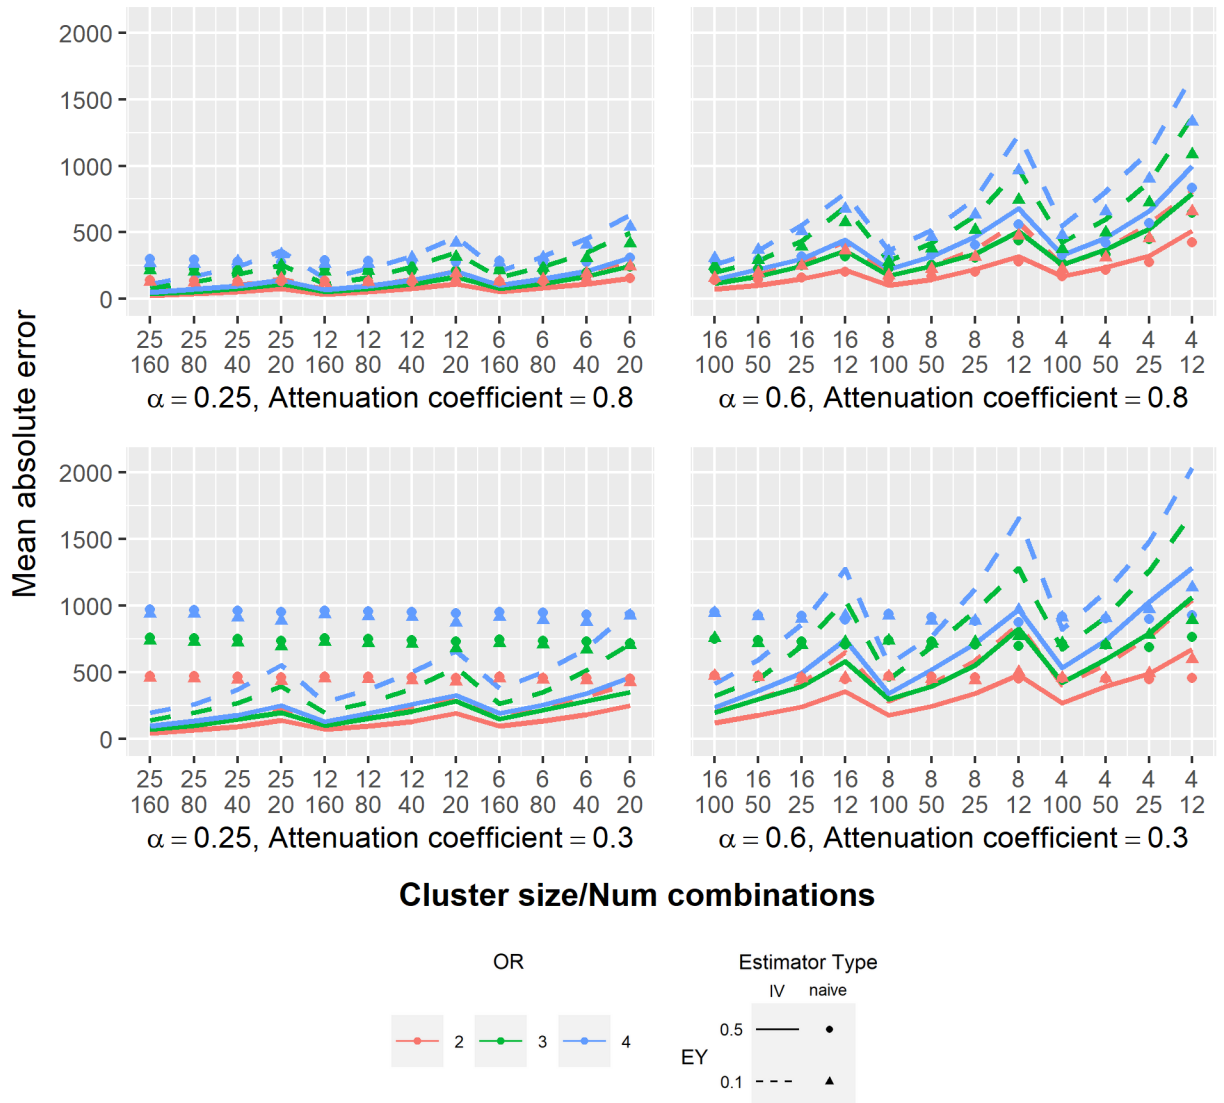 Mean absolute error
2000
1500
1000
500
0
25 25 25 25 12 12 12 12 6 6 6 6
160 80 40 20 160 80 40 20 160 80 40 20
α = 0.25, Attenuation coefficient = 0.8
16 16 16 16 8 8 8 8 4 4 4 4
100 50 25 12 100 50 25 12 100 50 25 12
α = 0.6, Attenuation coefficient = 0.8
2000
1500
1000
500
0
25 25 25 25 12 12 12 12 6 6 6 6
160 80 40 20 160 80 40 20 160 80 40 20
α = 0.25, Attenuation coefficient = 0.3
16 16 16 16 8 8 8 8 4 4 4 4
100 50 25 12 100 50 25 12 100 50 25 12
α = 0.6, Attenuation coefficient = 0.3
Cluster size/Num combinations
OR
2 3 4
Estimator Type
IV naive
EY
0.5
0.1